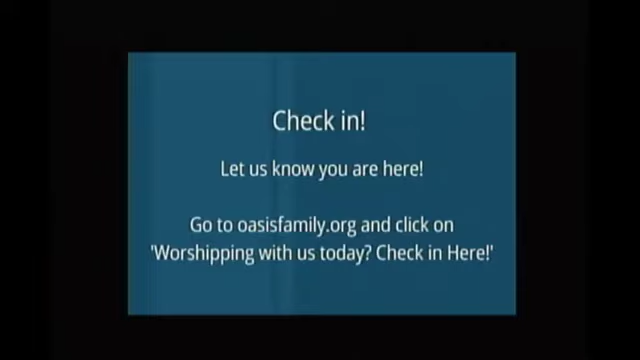 Check in!
Let us know you are here!
Go to oasisfamily.org and click on
'Worshipping with us today? Check in Here!'